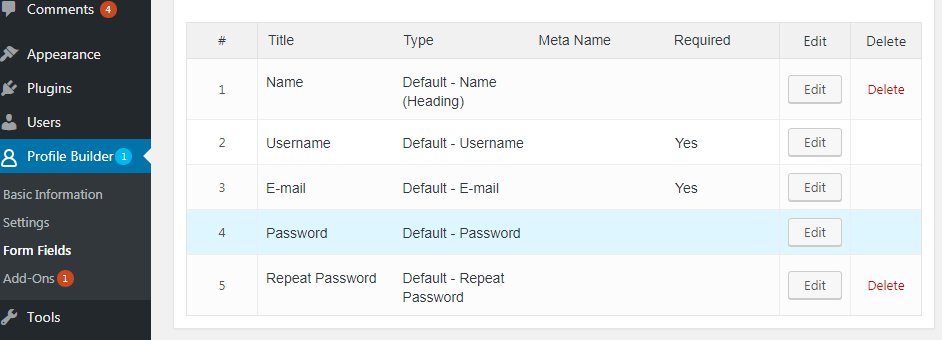 Comments 4
Appearance
Plugins
Users
Profile Builder 1
Basic Information
Settings
Form Fields
Add-Ons 1
Tools
# Title Type Meta Name Required Edit Delete
1 Name Default - Name (Heading) Edit Delete
2 Username Default - Username Yes Edit
3 E-mail Default - E-mail Yes Edit
4 Password Default - Password Edit
5 Repeat Password Default - Repeat Password Edit Delete